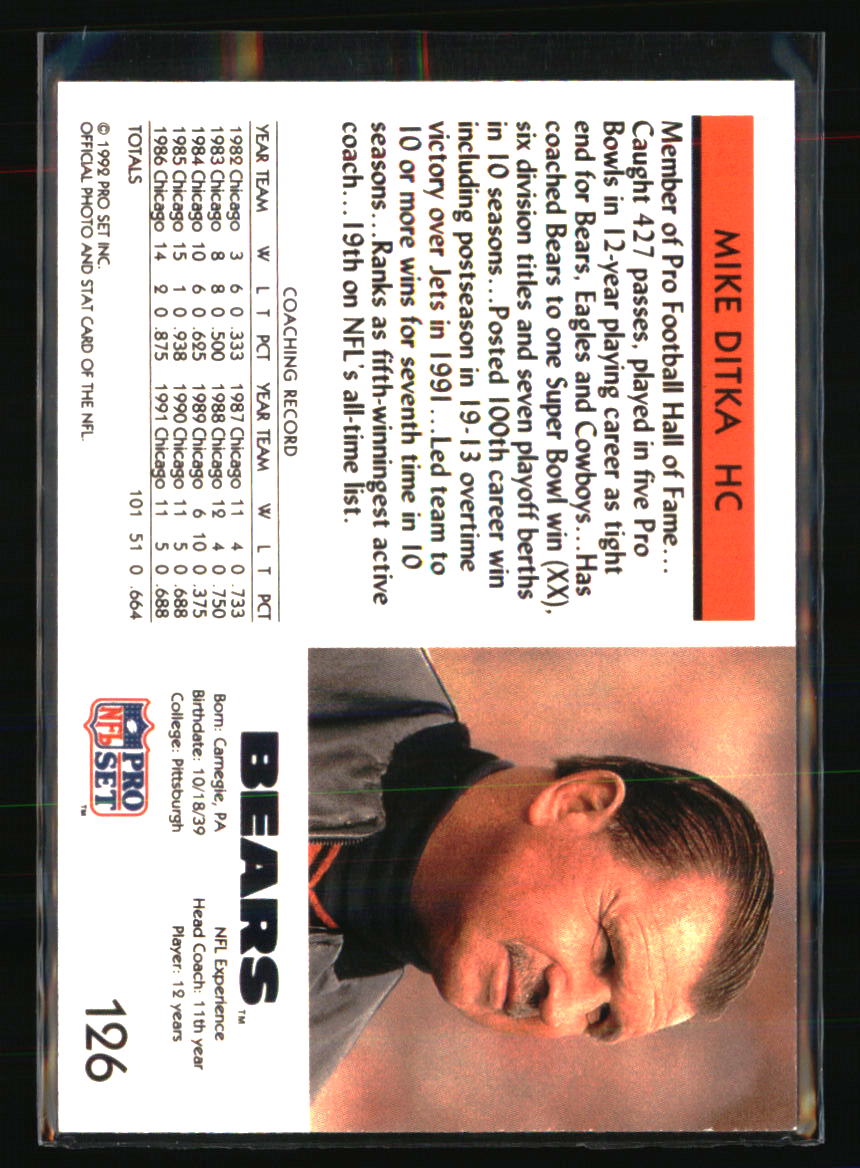 MIKE DITKA HC
Member of Pro Football Hall of Fame...
Caught 427 passes, played in five Pro
Bowls in 12-year playing career as tight
end for Bears, Eagles and Cowboys...Has
coached Bears to one Super Bowl win (XX),
six division titles and seven playoff berths
in 10 seasons...Posted 100th career win
including postseason in 19-13 overtime
victory over Jets in 1991...Led team to
10 or more wins for seventh time in 10
seasons...Ranks as fifth-winningest active
coach...19th on NFL's all-time list.
COACHING RECORD
YEAR TEAM W L T PCT YEAR TEAM W L T PCT
1982 Chicago 3 6 0 .333 1987 Chicago 11 4 0 .733
1983 Chicago 8 8 0 .500 1988 Chicago 12 4 0 .750
1984 Chicago 10 6 0 .625 1989 Chicago 6 10 0 .375
1985 Chicago 15 1 0 .938 1990 Chicago 11 5 0 .688
1986 Chicago 14 2 0 .875 1991 Chicago 11 5 0 .688
TOTALS 101 51 0 .664
© 1992 PRO SET INC.
OFFICIAL PHOTO AND STAT CARD OF THE NFL.
BEARS™
Born: Carnegie, PA
Birthdate: 10/18/39
College: Pittsburgh
NFL Experience
Head Coach: 11th year
Player: 12 years
PRO
NFL SET™
126